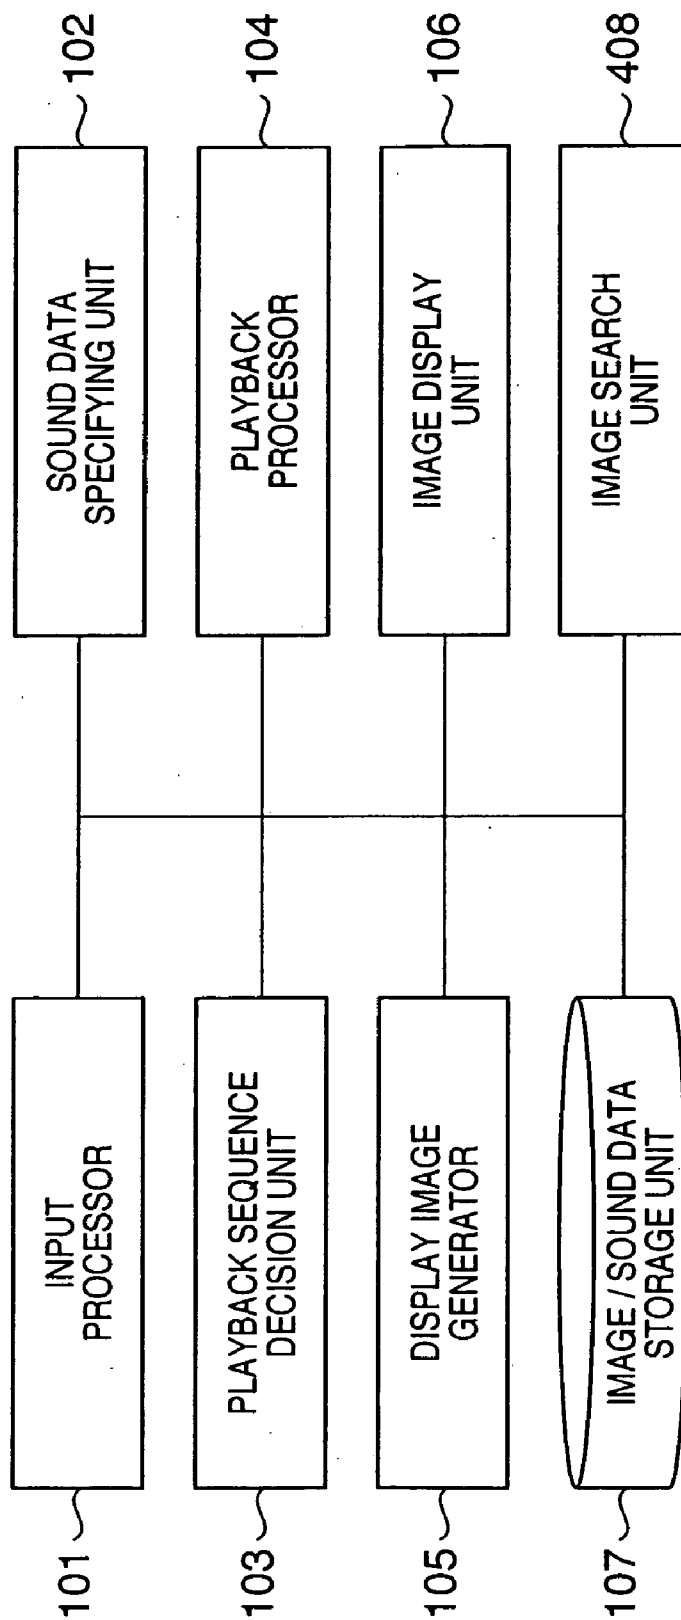 101
INPUT
PROCESSOR
SOUND DATA
SPECIFYING UNIT
102
103
PLAYBACK SEQUENCE
DECISION UNIT
PLAYBACK
PROCESSOR
104
105
DISPLAY IMAGE
GENERATOR
IMAGE DISPLAY
UNIT
106
107
IMAGE / SOUND DATA
STORAGE UNIT
IMAGE SEARCH
UNIT
408